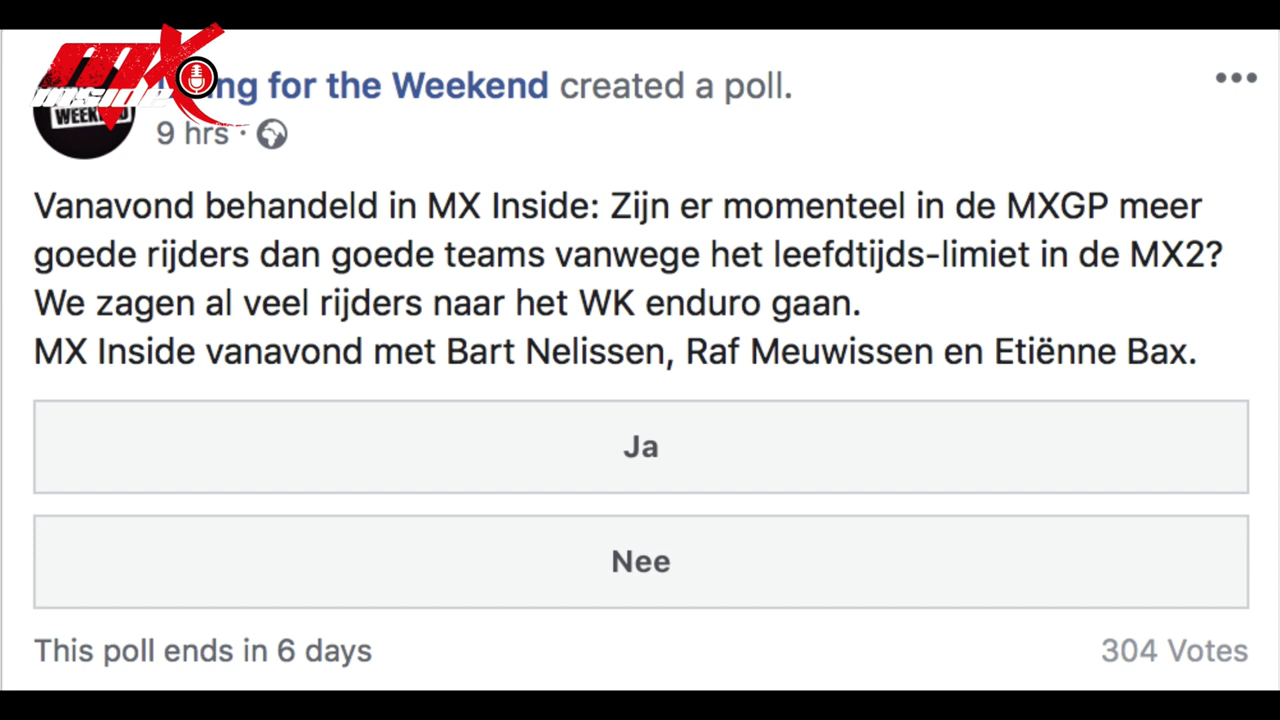 MX
inside
WEEKEND
ng for the Weekend created a poll.
9 hrs ·
Vanavond behandeld in MX Inside: Zijn er momenteel in de MXGP meer
goede rijders dan goede teams vanwege het leefdtijds-limiet in de MX2?
We zagen al veel rijders naar het WK enduro gaan.
MX Inside vanavond met Bart Nelissen, Raf Meuwissen en Etiënne Bax.
Ja
Nee
This poll ends in 6 days
304 Votes